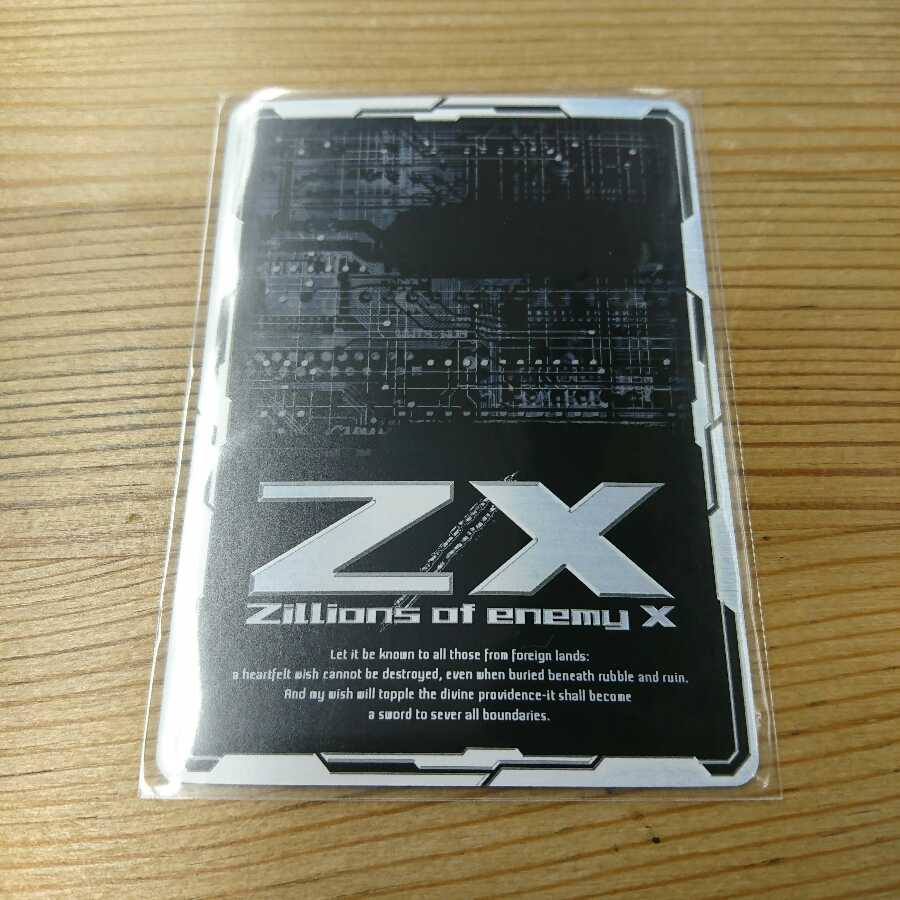 Z/X
Zillions of enemy X
Let it be known to all those from foreign lands:
a heartfelt wish cannot be destroyed, even when buried beneath rubble and ruin.
And my wish will topple the divine providence-it shall become
a sword to sever all boundaries.